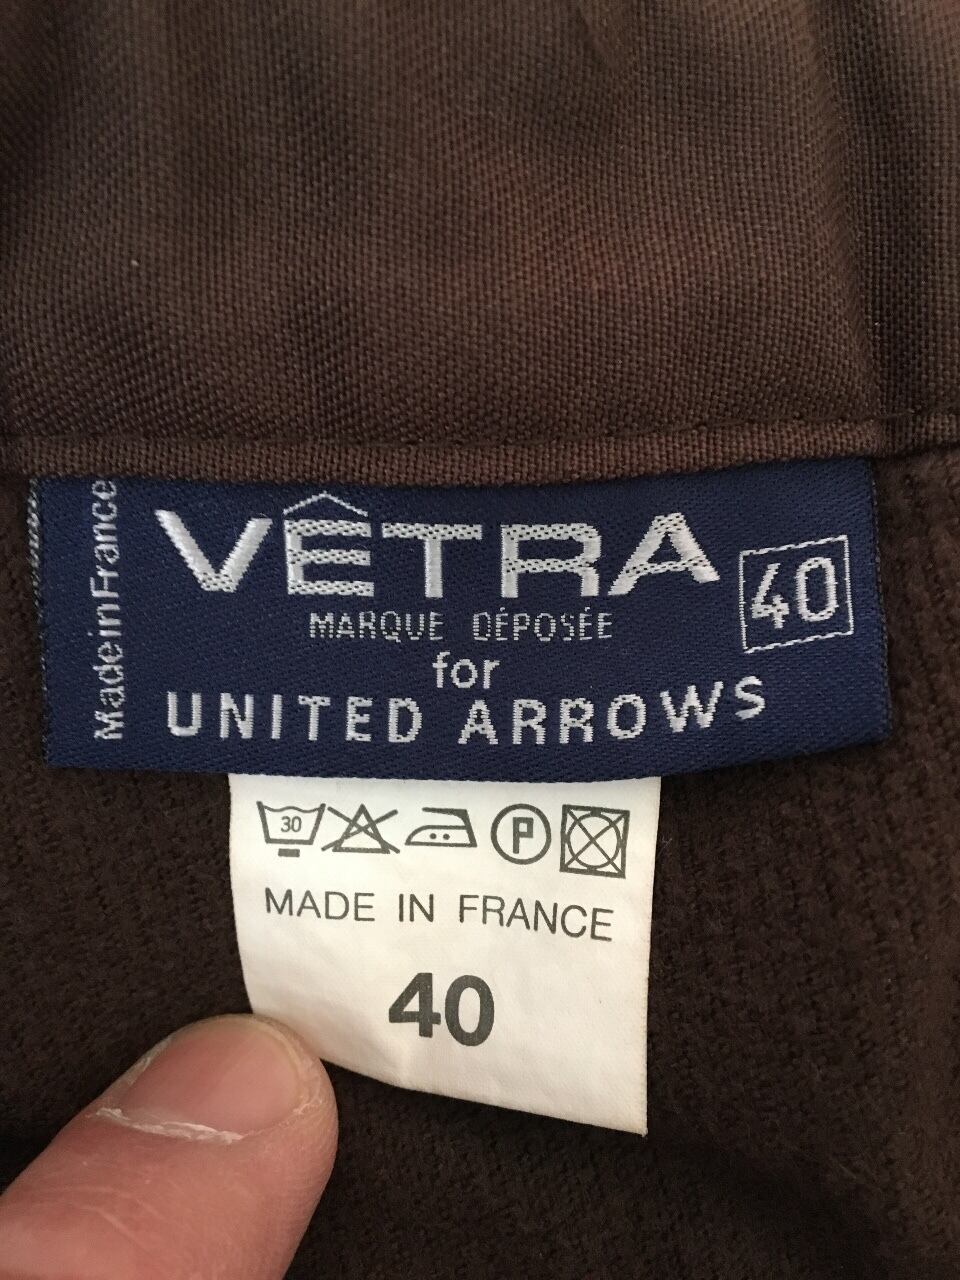 Made in France
VÊTRA
MARQUE DÉPOSÉE
40
for
UNITED ARROWS
30
P
MADE IN FRANCE
40